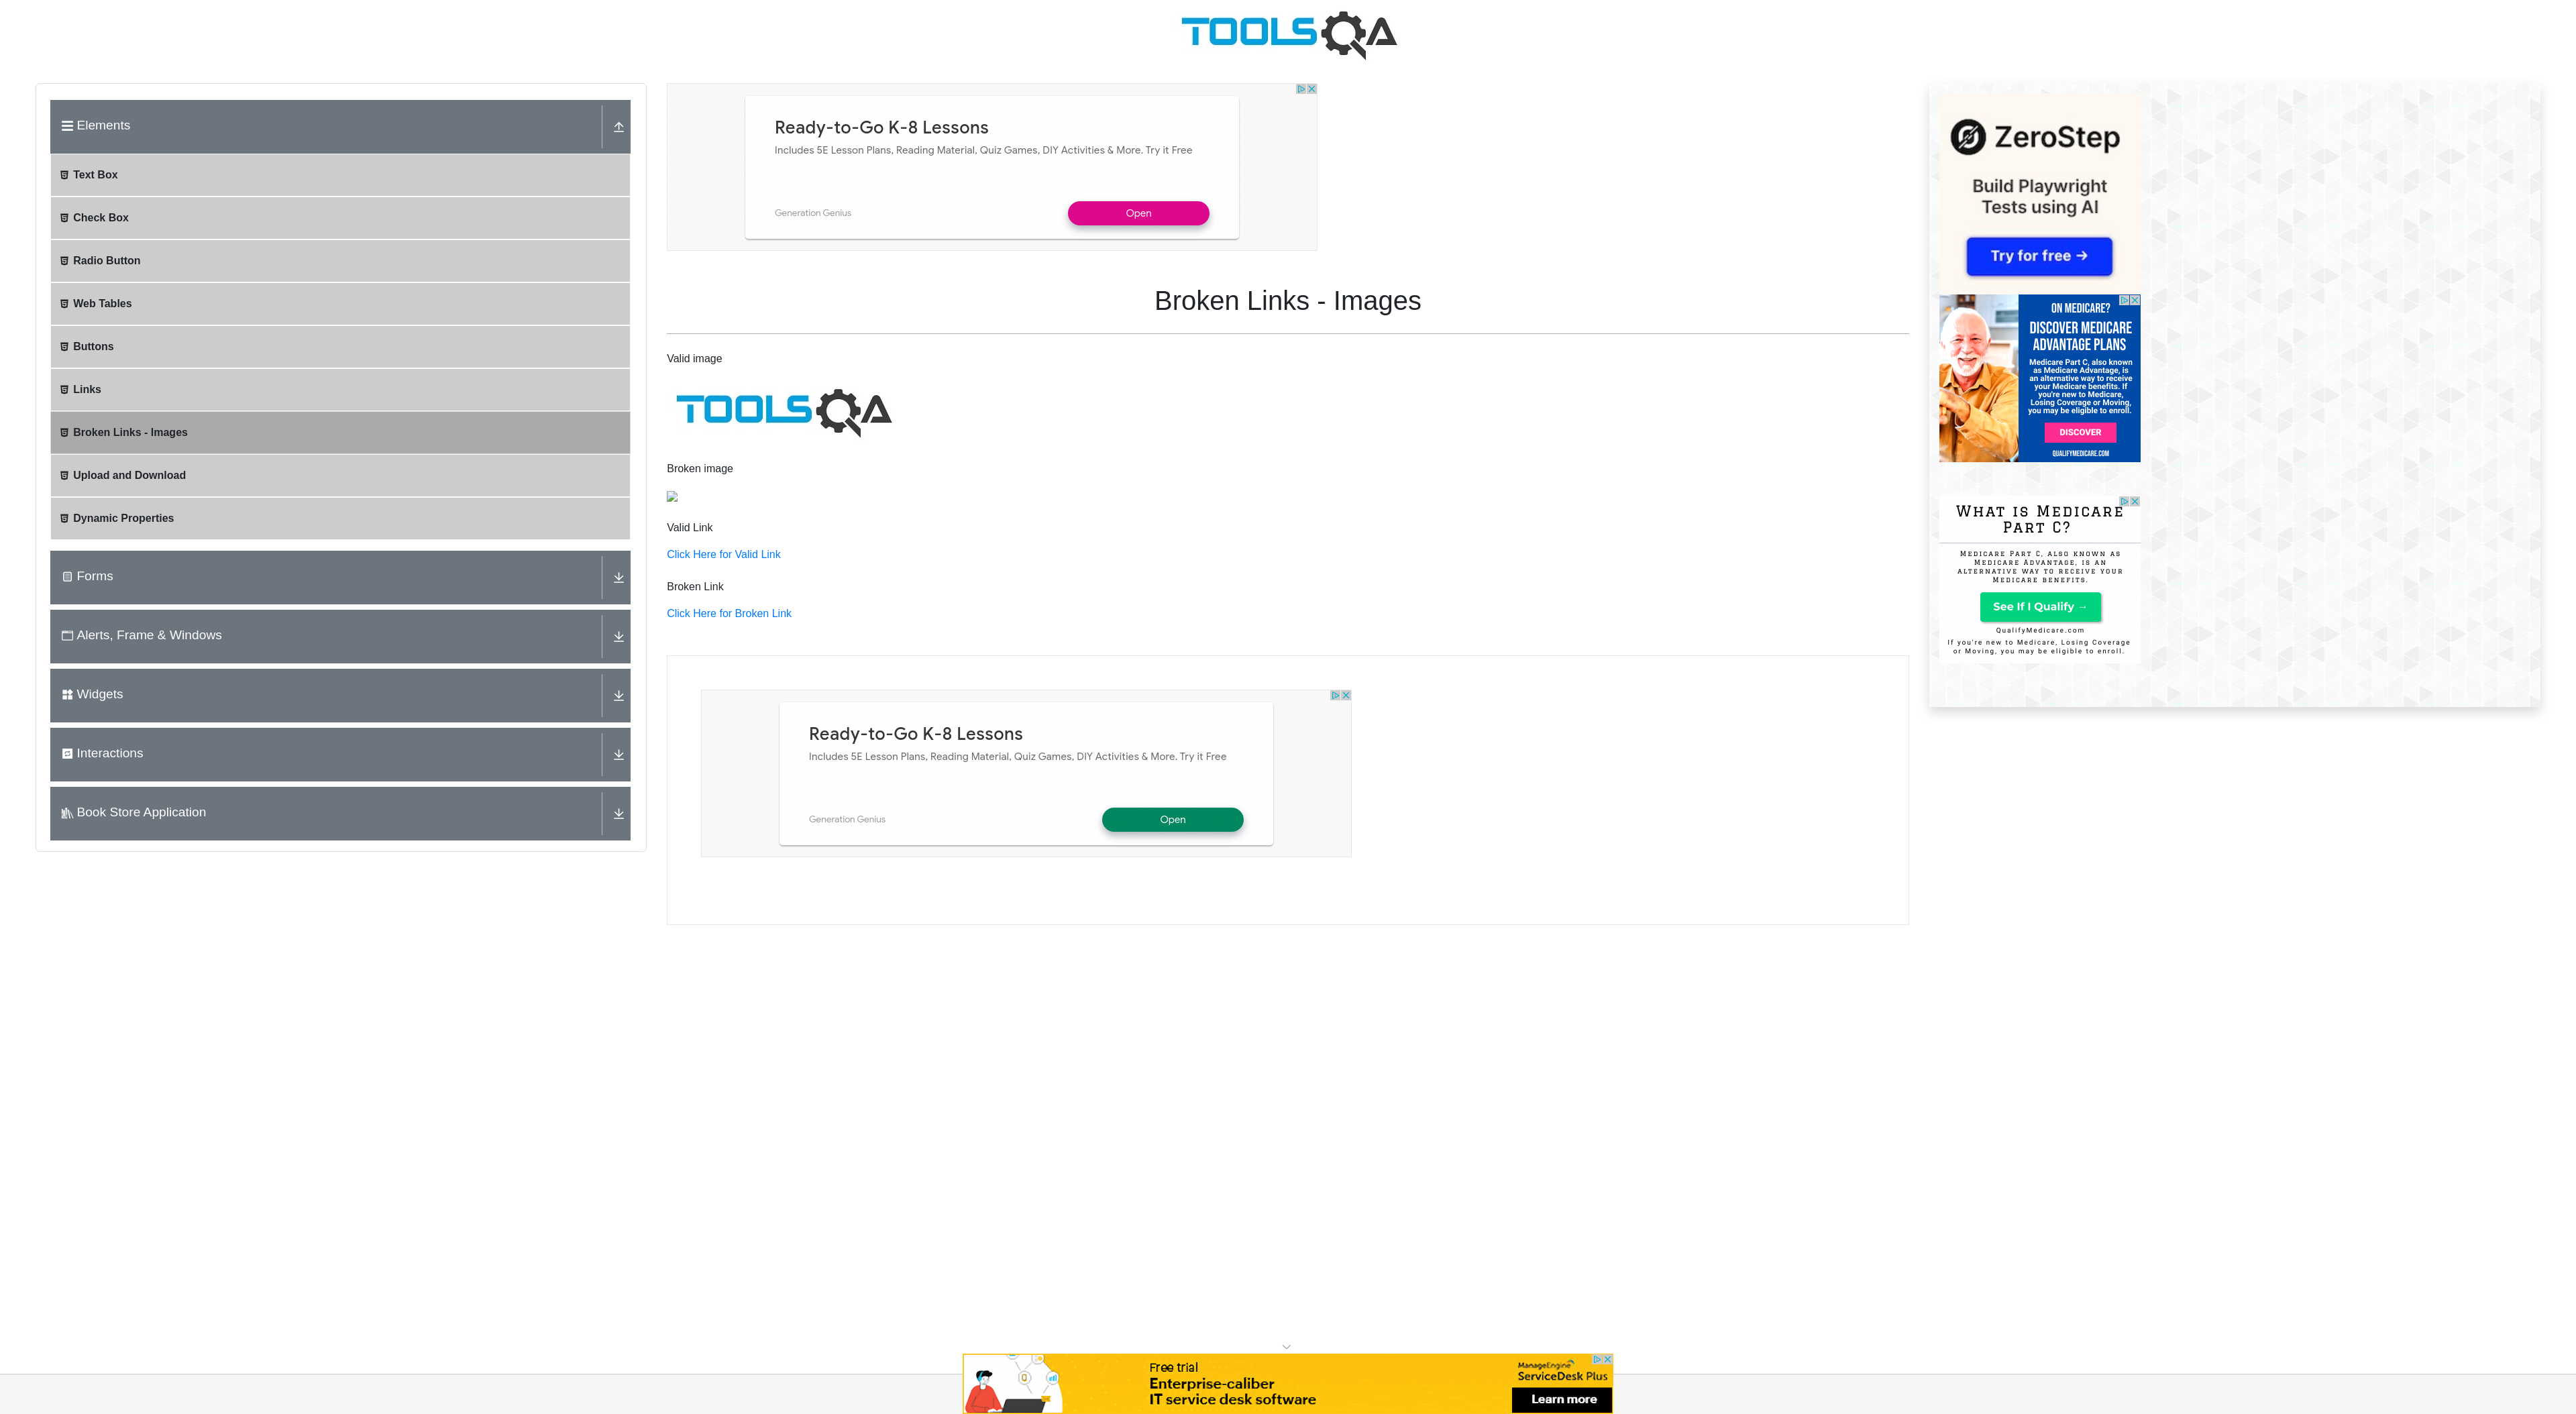 TOOLSQA
Elements
Text Box
Check Box
Radio Button
Web Tables
Buttons
Links
Broken Links - Images
Upload and Download
Dynamic Properties
Forms
Alerts, Frame & Windows
Widgets
Interactions
Book Store Application
Ready-to-Go K-8 Lessons
Includes 5E Lesson Plans, Reading Material, Quiz Games, DIY Activities & More. Try it Free
Generation Genius
Open
Broken Links - Images
Valid image
TOOLSQA
Broken image
Valid Link
Click Here for Valid Link
Broken Link
Click Here for Broken Link
Ready-to-Go K-8 Lessons
Includes 5E Lesson Plans, Reading Material, Quiz Games, DIY Activities & More. Try it Free
Generation Genius
Open
ZeroStep
Build Playwright
Tests using AI
Try for free →
ON MEDICARE?
DISCOVER MEDICARE
ADVANTAGE PLANS
Medicare Part C, also known
as Medicare Advantage, is
an alternative way to receive
your Medicare benefits. If
you're new to Medicare,
Losing Coverage or Moving,
you may be eligible to enroll.
DISCOVER
QUALIFYMEDICARE.COM
What is Medicare
Part C?
Medicare Part C, also known as
Medicare Advantage, is an
alternative way to receive your
Medicare benefits.
See If I Qualify →
QualifyMedicare.com
If you're new to Medicare, Losing Coverage
or Moving, you may be eligible to enroll.
Free trial
Enterprise-caliber
IT service desk software
ManageEngine
ServiceDesk Plus
Learn more